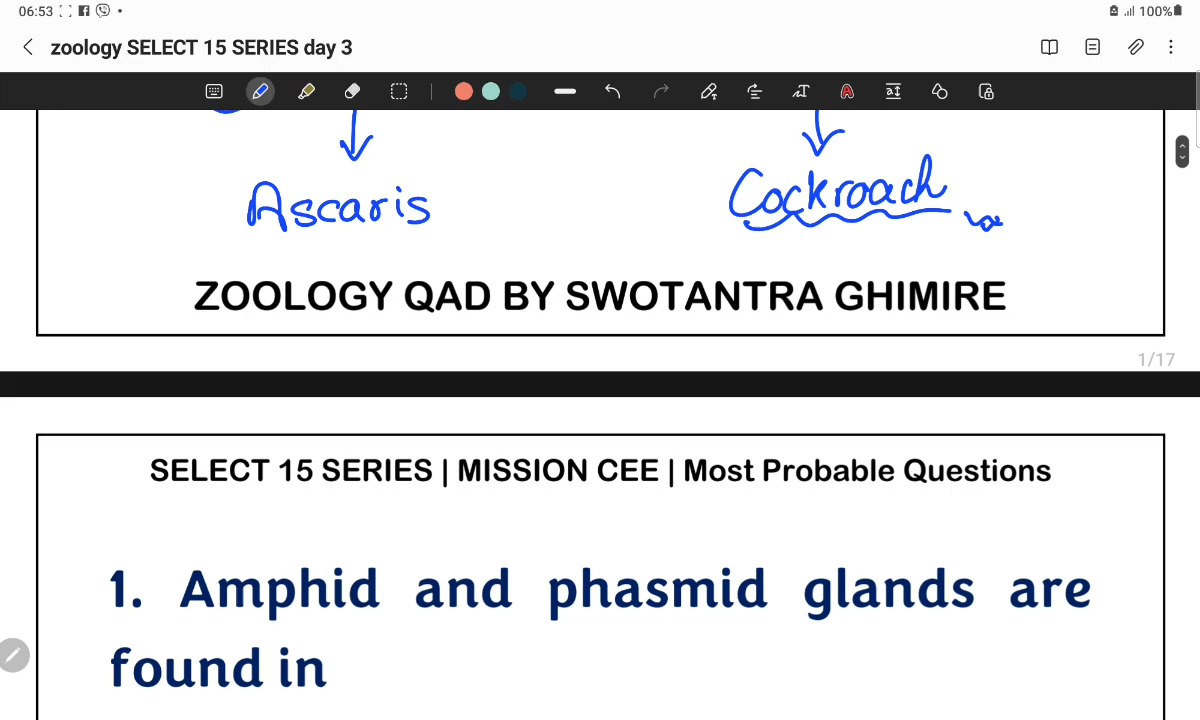 06:53 100%
zoology SELECT 15 SERIES day 3
Ascaris Cockroach
ZOOLOGY QAD BY SWOTANTRA GHIMIRE
1/17
SELECT 15 SERIES | MISSION CEE | Most Probable Questions
1. Amphid and phasmid glands are
found in